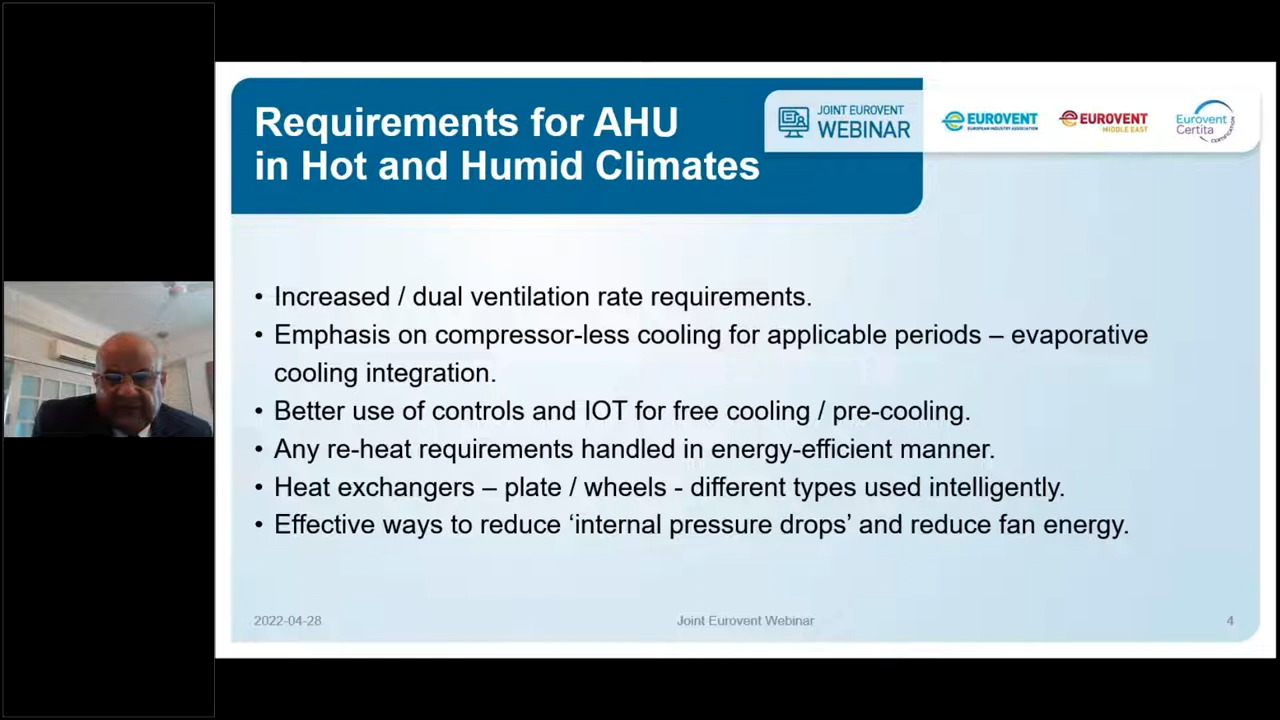 Requirements for AHU
in Hot and Humid Climates
JOINT EUROVENT
WEBINAR
EUROVENT
EUROPEAN INDUSTRY ASSOCIATION
EUROVENT
MIDDLE EAST
Eurovent
Certita
CERTIFICATION
• Increased / dual ventilation rate requirements.
• Emphasis on compressor-less cooling for applicable periods – evaporative
cooling integration.
• Better use of controls and IOT for free cooling / pre-cooling.
• Any re-heat requirements handled in energy-efficient manner.
• Heat exchangers – plate / wheels - different types used intelligently.
• Effective ways to reduce ‘internal pressure drops’ and reduce fan energy.
2022-04-28
Joint Eurovent Webinar
4